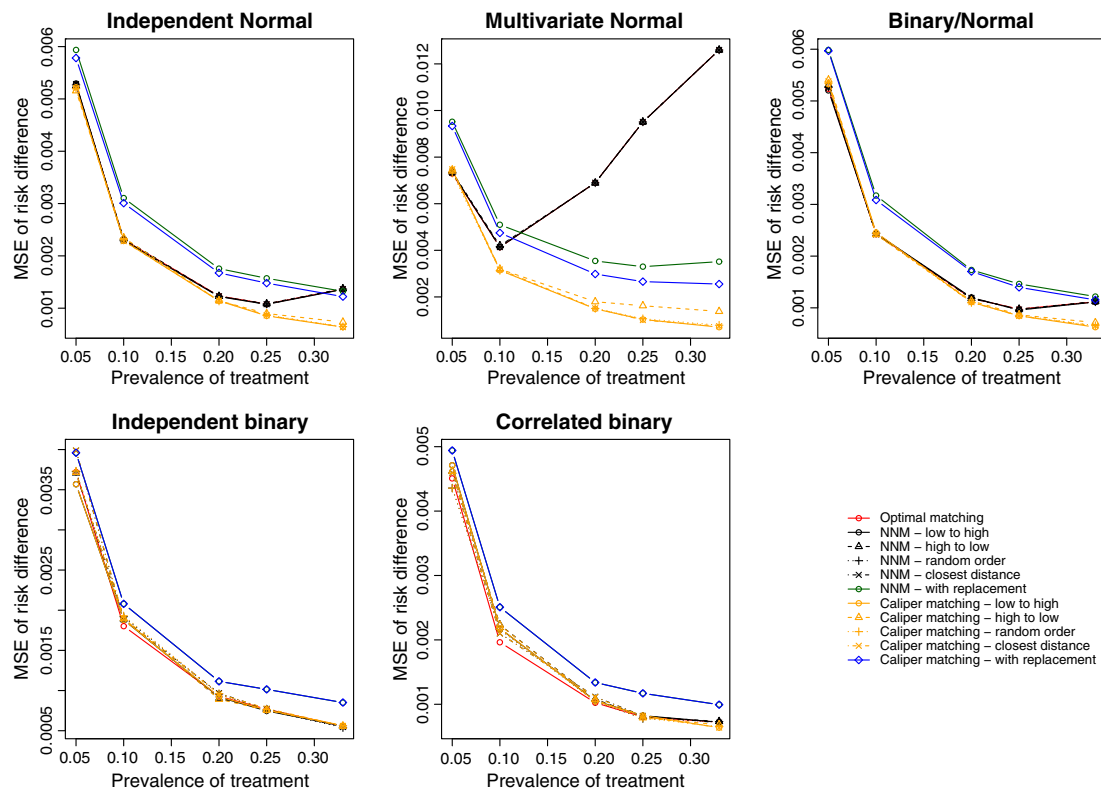 Independent Normal
MSE of risk difference
0.001
0.002
0.003
0.004
0.005
0.006
0.05
0.10
0.15
0.20
0.25
0.30
Prevalence of treatment
Multivariate Normal
MSE of risk difference
0.002
0.004
0.006
0.008
0.010
0.012
0.05
0.10
0.15
0.20
0.25
0.30
Prevalence of treatment
Binary/Normal
MSE of risk difference
0.001
0.002
0.003
0.004
0.005
0.006
0.05
0.10
0.15
0.20
0.25
0.30
Prevalence of treatment
Independent binary
MSE of risk difference
0.0005
0.0015
0.0025
0.0035
0.05
0.10
0.15
0.20
0.25
0.30
Prevalence of treatment
Correlated binary
MSE of risk difference
0.001
0.002
0.003
0.004
0.005
0.05
0.10
0.15
0.20
0.25
0.30
Prevalence of treatment
Optimal matching
NNM − low to high
NNM − high to low
NNM − random order
NNM − closest distance
NNM − with replacement
Caliper matching − low to high
Caliper matching − high to low
Caliper matching − random order
Caliper matching − closest distance
Caliper matching − with replacement